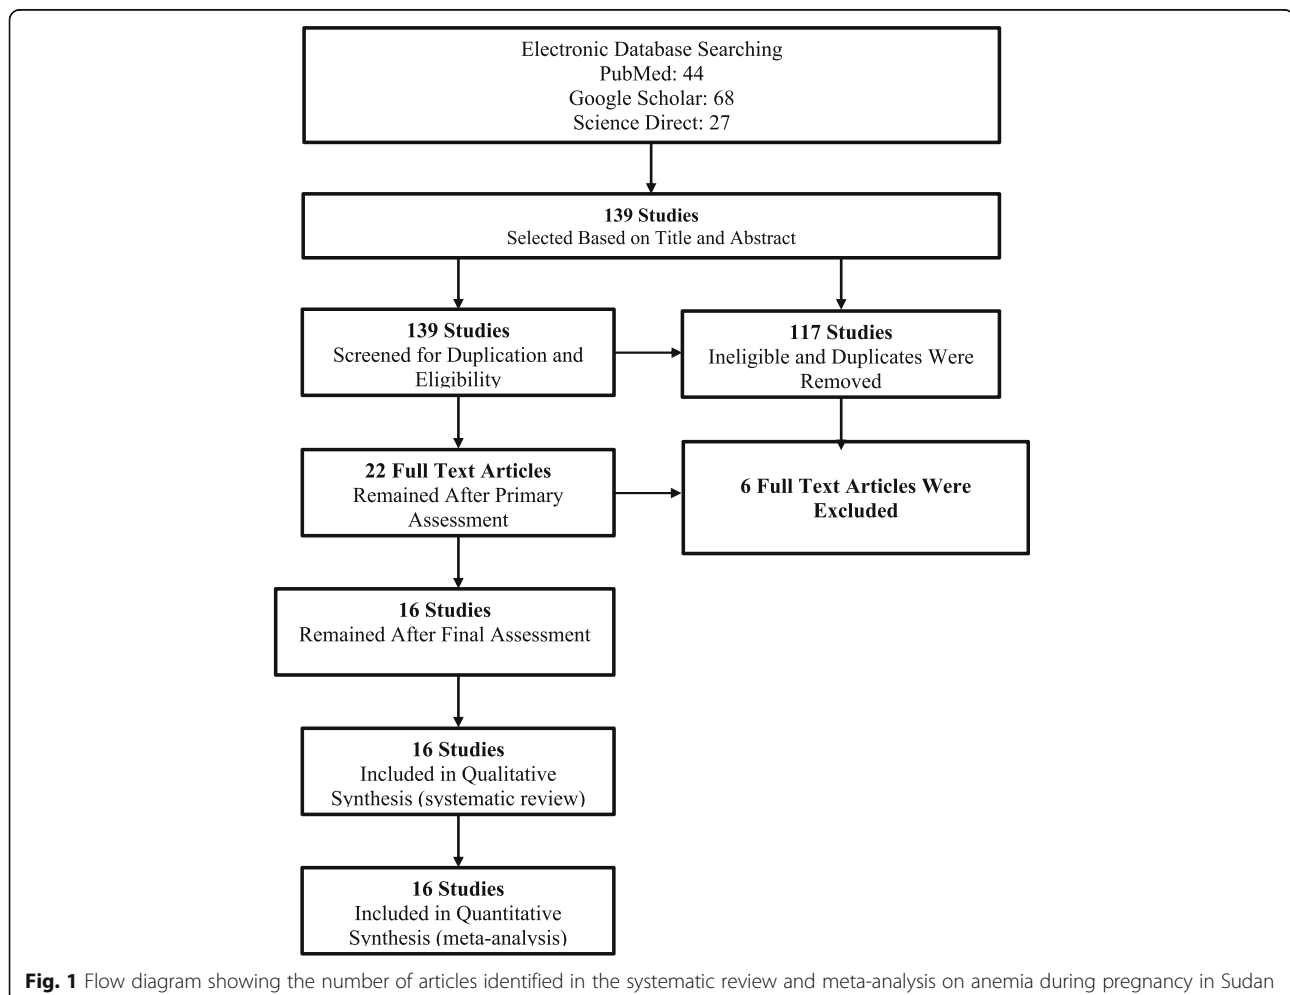 Electronic Database Searching
PubMed: 44
Google Scholar: 68
Science Direct: 27
139 Studies
Selected Based on Title and Abstract
139 Studies
Screened for Duplication and
Eligibility
117 Studies
Ineligible and Duplicates Were
Removed
22 Full Text Articles
Remained After Primary
Assessment
6 Full Text Articles Were
Excluded
16 Studies
Remained After Final Assessment
16 Studies
Included in Qualitative
Synthesis (systematic review)
16 Studies
Included in Quantitative
Synthesis (meta-analysis)
Fig. 1 Flow diagram showing the number of articles identified in the systematic review and meta-analysis on anemia during pregnancy in Sudan